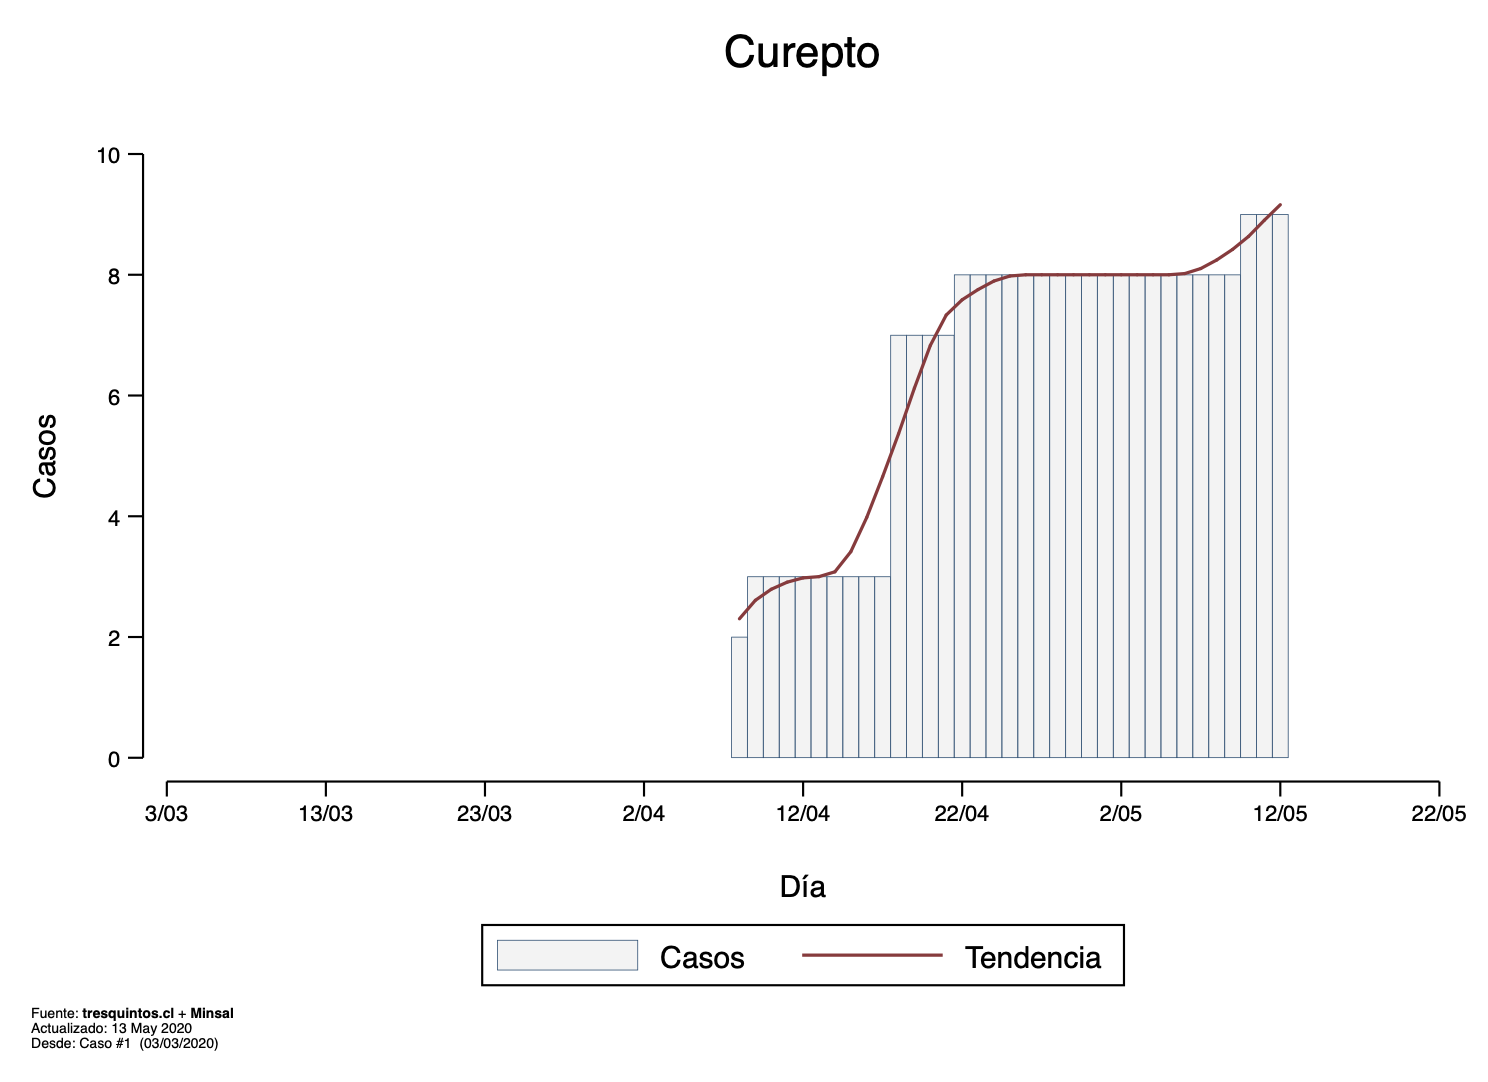 Curepto
10
8
6
4
2
0
Casos
3/03 13/03 23/03 2/04 12/04 22/04 2/05 12/05 22/05
Día
Casos Tendencia
Fuente: tresquintos.cl + Minsal
Actualizado: 13 May 2020
Desde: Caso #1 (03/03/2020)